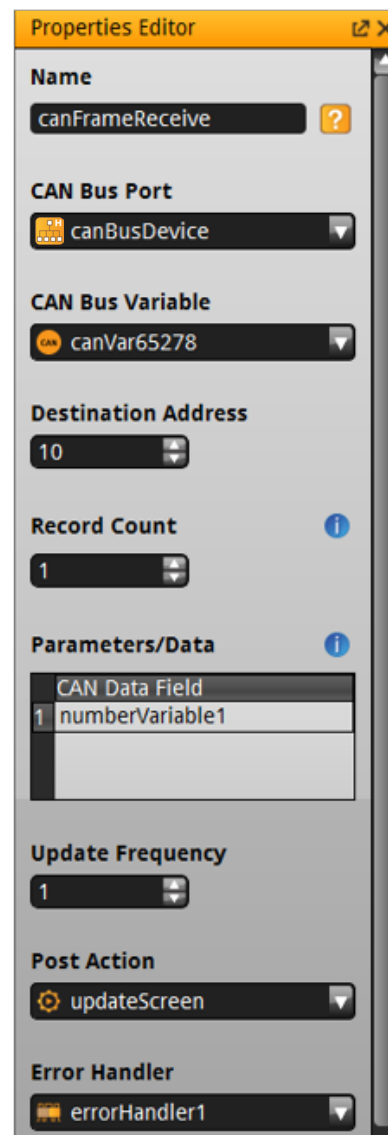 Properties Editor
Name
canFrameReceive
?
CAN Bus Port
canBusDevice
CAN Bus Variable
CAN
canVar65278
Destination Address
10
Record Count
i
1
Parameters/Data
i
CAN Data Field
1 numberVariable1
Update Frequency
1
Post Action
updateScreen
Error Handler
errorHandler1